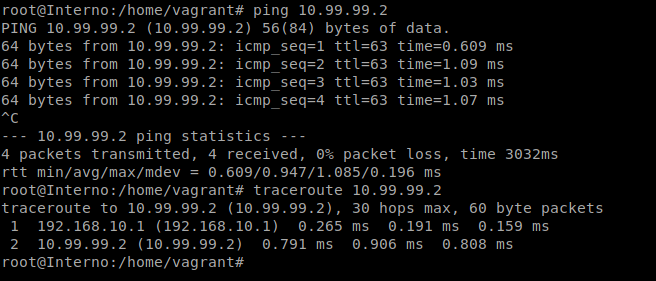 root@Interno:/home/vagrant# ping 10.99.99.2
PING 10.99.99.2 (10.99.99.2) 56(84) bytes of data.
64 bytes from 10.99.99.2: icmp_seq=1 ttl=63 time=0.609 ms
64 bytes from 10.99.99.2: icmp_seq=2 ttl=63 time=1.09 ms
64 bytes from 10.99.99.2: icmp_seq=3 ttl=63 time=1.03 ms
64 bytes from 10.99.99.2: icmp_seq=4 ttl=63 time=1.07 ms
^C
--- 10.99.99.2 ping statistics ---
4 packets transmitted, 4 received, 0% packet loss, time 3032ms
rtt min/avg/max/mdev = 0.609/0.947/1.085/0.196 ms
root@Interno:/home/vagrant# traceroute 10.99.99.2
traceroute to 10.99.99.2 (10.99.99.2), 30 hops max, 60 byte packets
 1  192.168.10.1 (192.168.10.1)  0.265 ms  0.191 ms  0.159 ms
 2  10.99.99.2 (10.99.99.2)  0.791 ms  0.906 ms  0.808 ms
root@Interno:/home/vagrant#